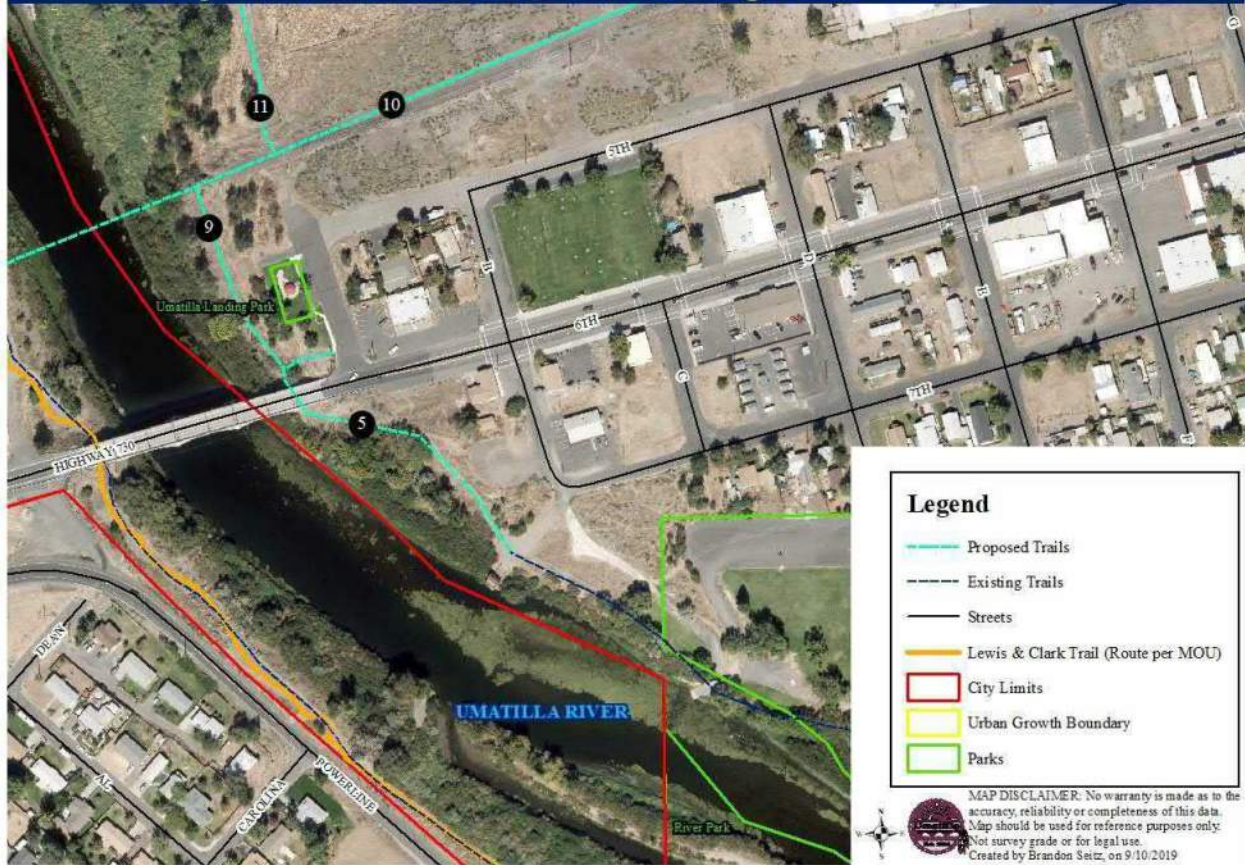 11
10
9
5TH
G
Umatilla Landing Park
B
D
6TH
E
5
C
7TH
F
HIGHWAY 730
DEAN
AL
CAROLINA
POWERLINE
UMATILLA RIVER
River Park
Legend
Proposed Trails
Existing Trails
Streets
Lewis & Clark Trail (Route per MOU)
City Limits
Urban Growth Boundary
Parks
N
W
E
S
MAP DISCLAIMER: No warranty is made as to the
accuracy, reliability or completeness of this data.
Map should be used for reference purposes only.
Not survey grade or for legal use.
Created by Brandon Seitz, on 9/10/2019